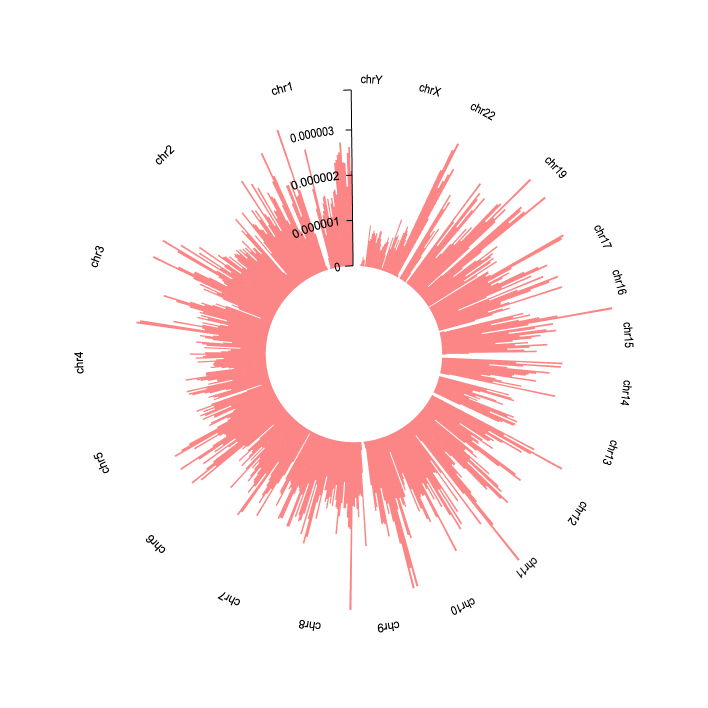 chrY
chrX
chr22
chr19
chr17
chr16
chr15
chr14
chr13
chr12
chr11
chr10
chr9
chr8
chr7
chr6
chr5
chr4
chr3
chr2
chr1
0.000003
0.000002
0.000001
0